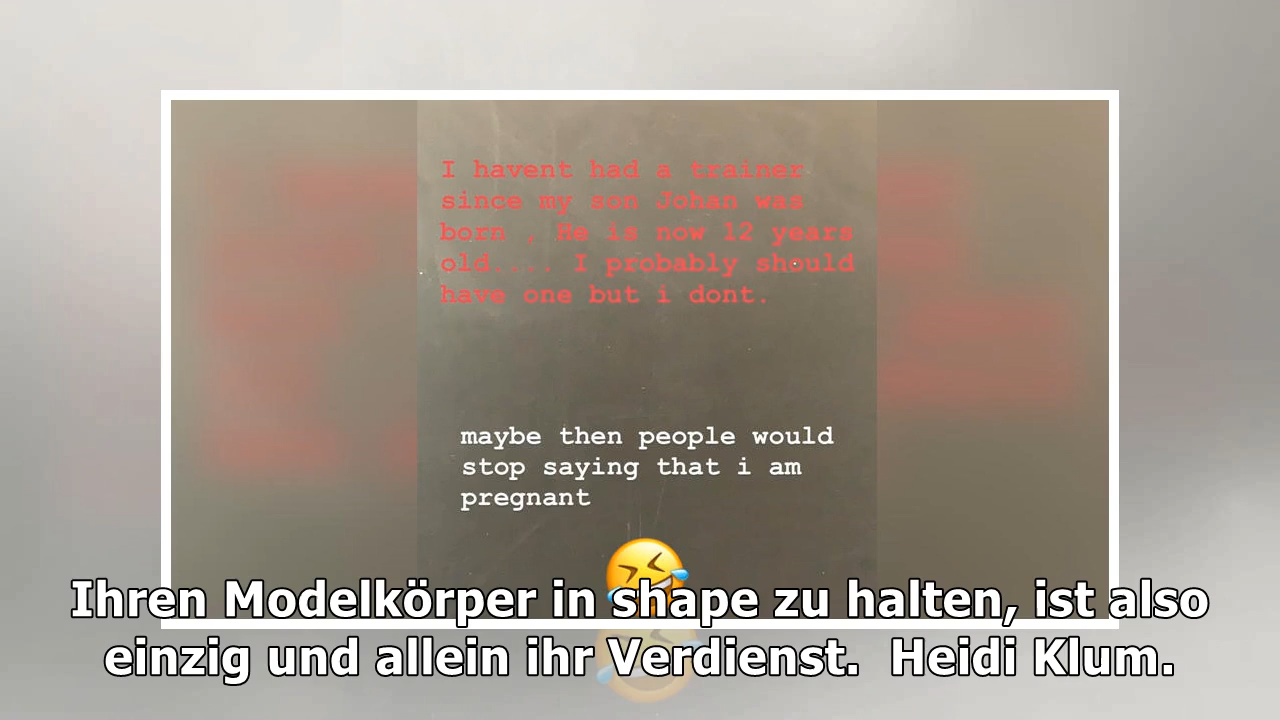 I havent had a trainer
since my son Johan was
born , He is now 12 years
old.... I probably should
have one but i dont.
maybe then people would
stop saying that i am
pregnant
Ihren Modelkörper in shape zu halten, ist also
einzig und allein ihr Verdienst.  Heidi Klum.